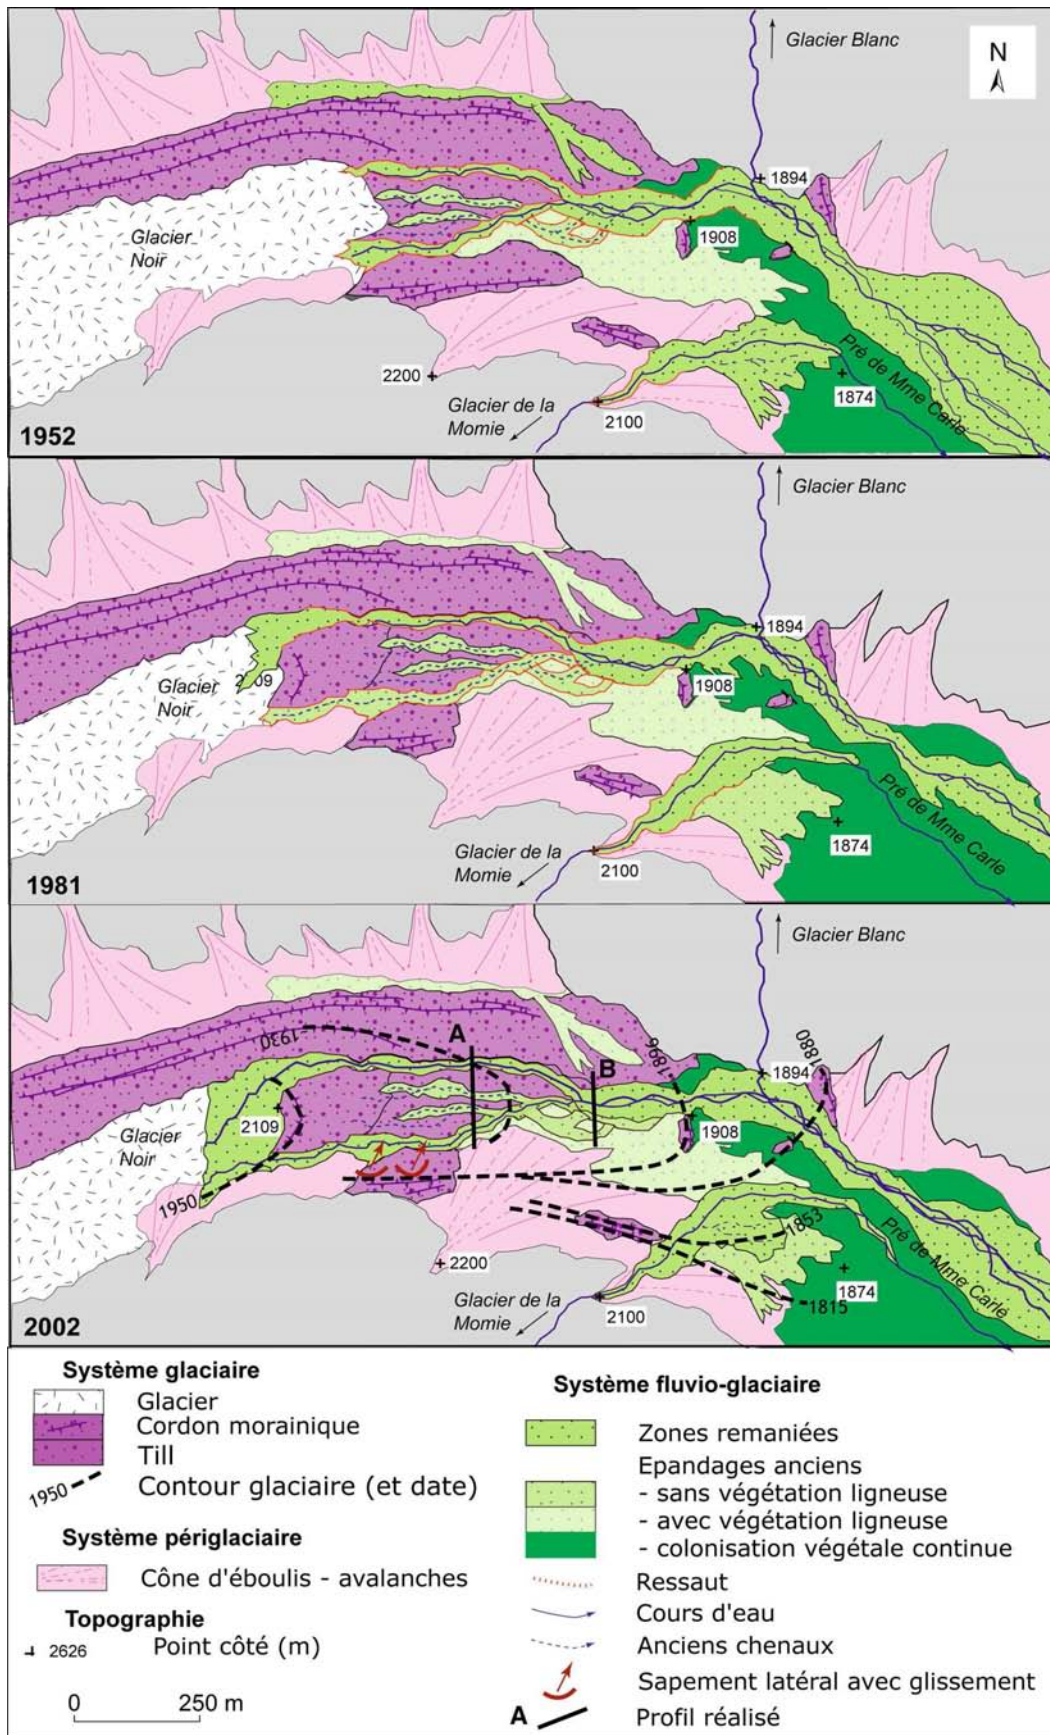 Glacier Blanc
N
1894
Glacier
Noir
1908
2200
Pré de Mme Carle
1874
Glacier de la
Momie
2100
1952
Glacier Blanc
1894
Glacier
Noir
1908
Pré de Mme Carle
1874
Glacier de la
Momie
2100
1981
Glacier Blanc
1930
A
B
1896
1880
1894
2109
1908
Glacier
Noir
1950
1853
Pré de Mme Carle
2200
1874
1815
Glacier de la
Momie
2100
2002
Système glaciaire
Glacier
Cordon morainique
Till
1950 Contour glaciaire (et date)
Système périglaciaire
Cône d'éboulis - avalanches
Topographie
2626 Point côté (m)
0 250 m
Système fluvio-glaciaire
Zones remaniées
Epandages anciens
- sans végétation ligneuse
- avec végétation ligneuse
- colonisation végétale continue
Ressaut
Cours d'eau
Anciens chenaux
Sapement latéral avec glissement
A Profil réalisé